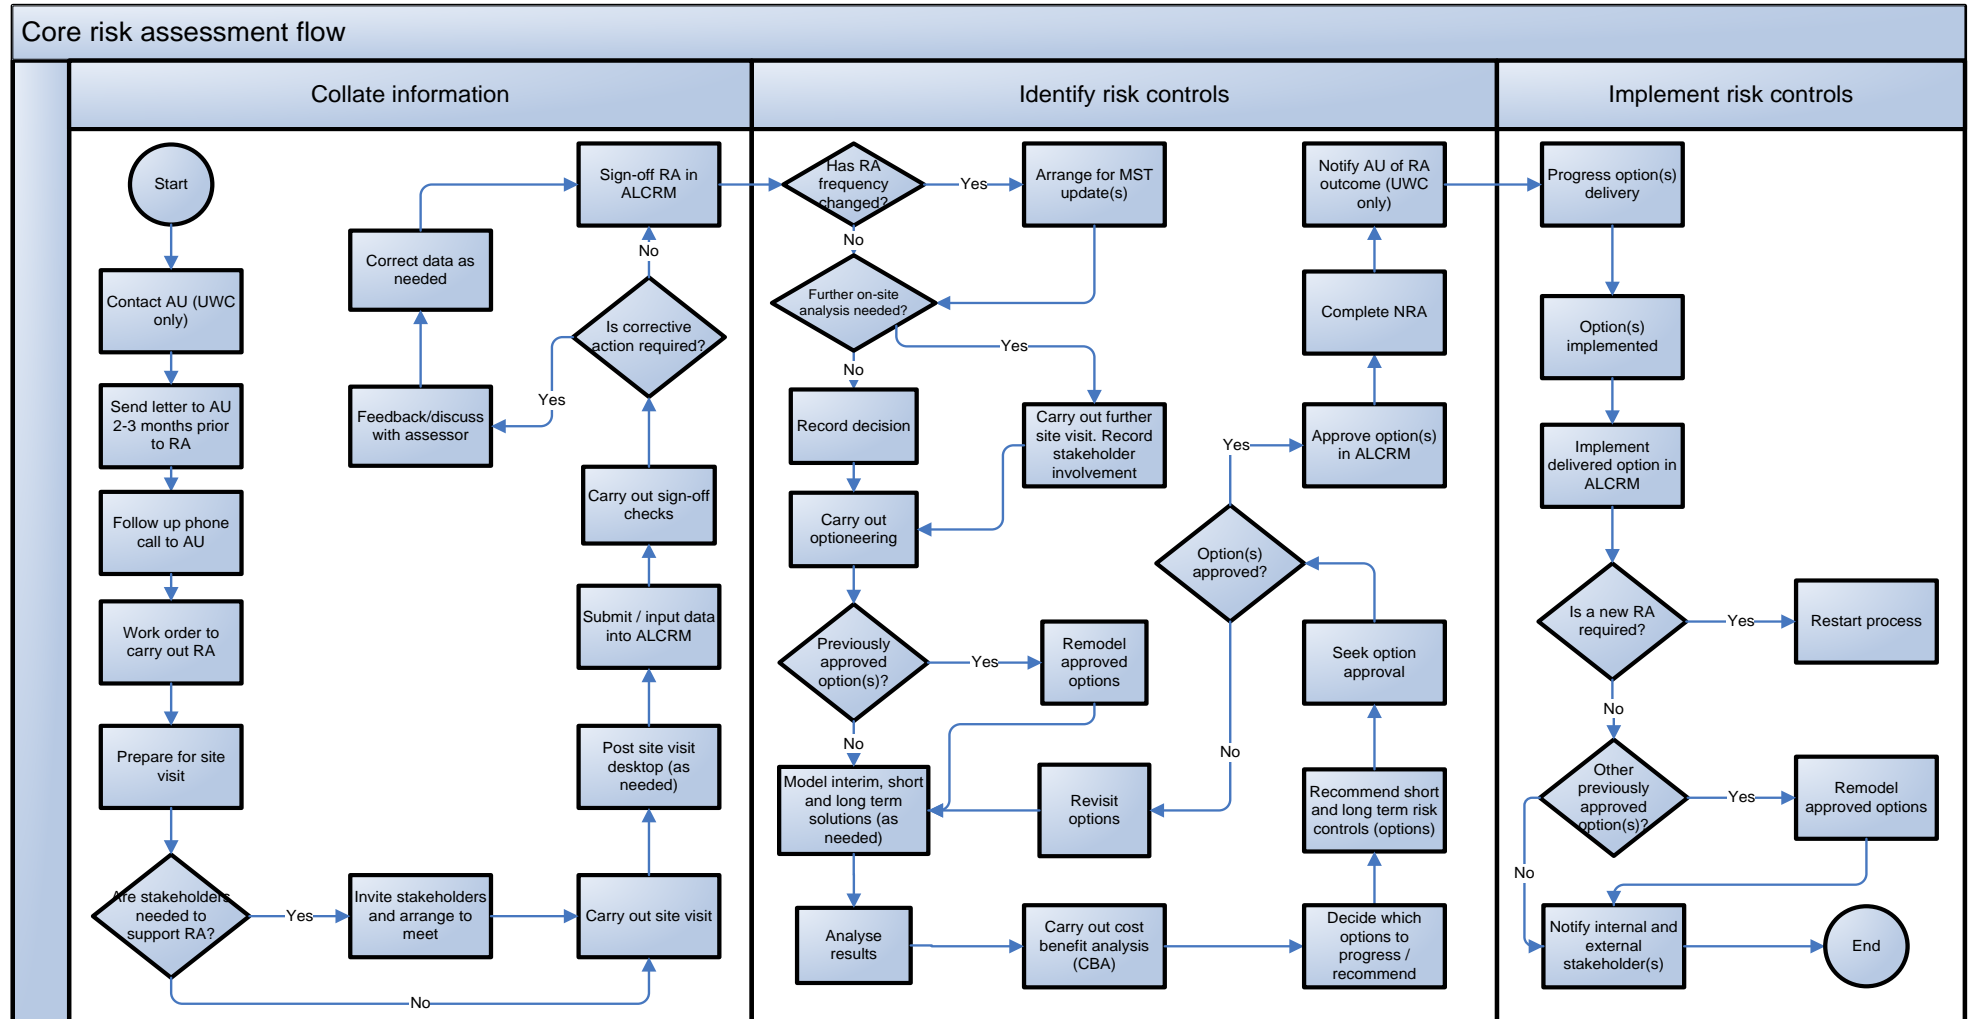 Core risk assessment flow
Collate information
Identify risk controls
Implement risk controls
Start
Contact AU (UWC
only)
Send letter to AU
2-3 months prior
to RA
Follow up phone
call to AU
Work order to
carry out RA
Prepare for site
visit
Are stakeholders
needed to
support RA?
Yes
No
Invite stakeholders
and arrange to
meet
Carry out site visit
Post site visit
desktop (as
needed)
Submit / input data
into ALCRM
Carry out sign-off
checks
Is corrective
action required?
Yes
No
Feedback/discuss
with assessor
Correct data as
needed
Sign-off RA in
ALCRM
Has RA
frequency
changed?
Yes
No
Arrange for MST
update(s)
Further on-site
analysis needed?
Yes
No
Record decision
Carry out further
site visit. Record
stakeholder
involvement
Carry out
optioneering
Previously
approved
option(s)?
Yes
No
Remodel
approved
options
Model interim, short
and long term
solutions (as
needed)
Revisit
options
Analyse
results
Carry out cost
benefit analysis
(CBA)
Decide which
options to
progress /
recommend
Recommend short
and long term risk
controls (options)
Seek option
approval
Option(s)
approved?
Yes
No
Approve option(s)
in ALCRM
Complete NRA
Notify AU of RA
outcome (UWC
only)
Progress option(s)
delivery
Option(s)
implemented
Implement
delivered option in
ALCRM
Is a new RA
required?
Yes
No
Restart process
Other
previously
approved
option(s)?
Yes
No
Remodel
approved options
Notify internal and
external
stakeholder(s)
End